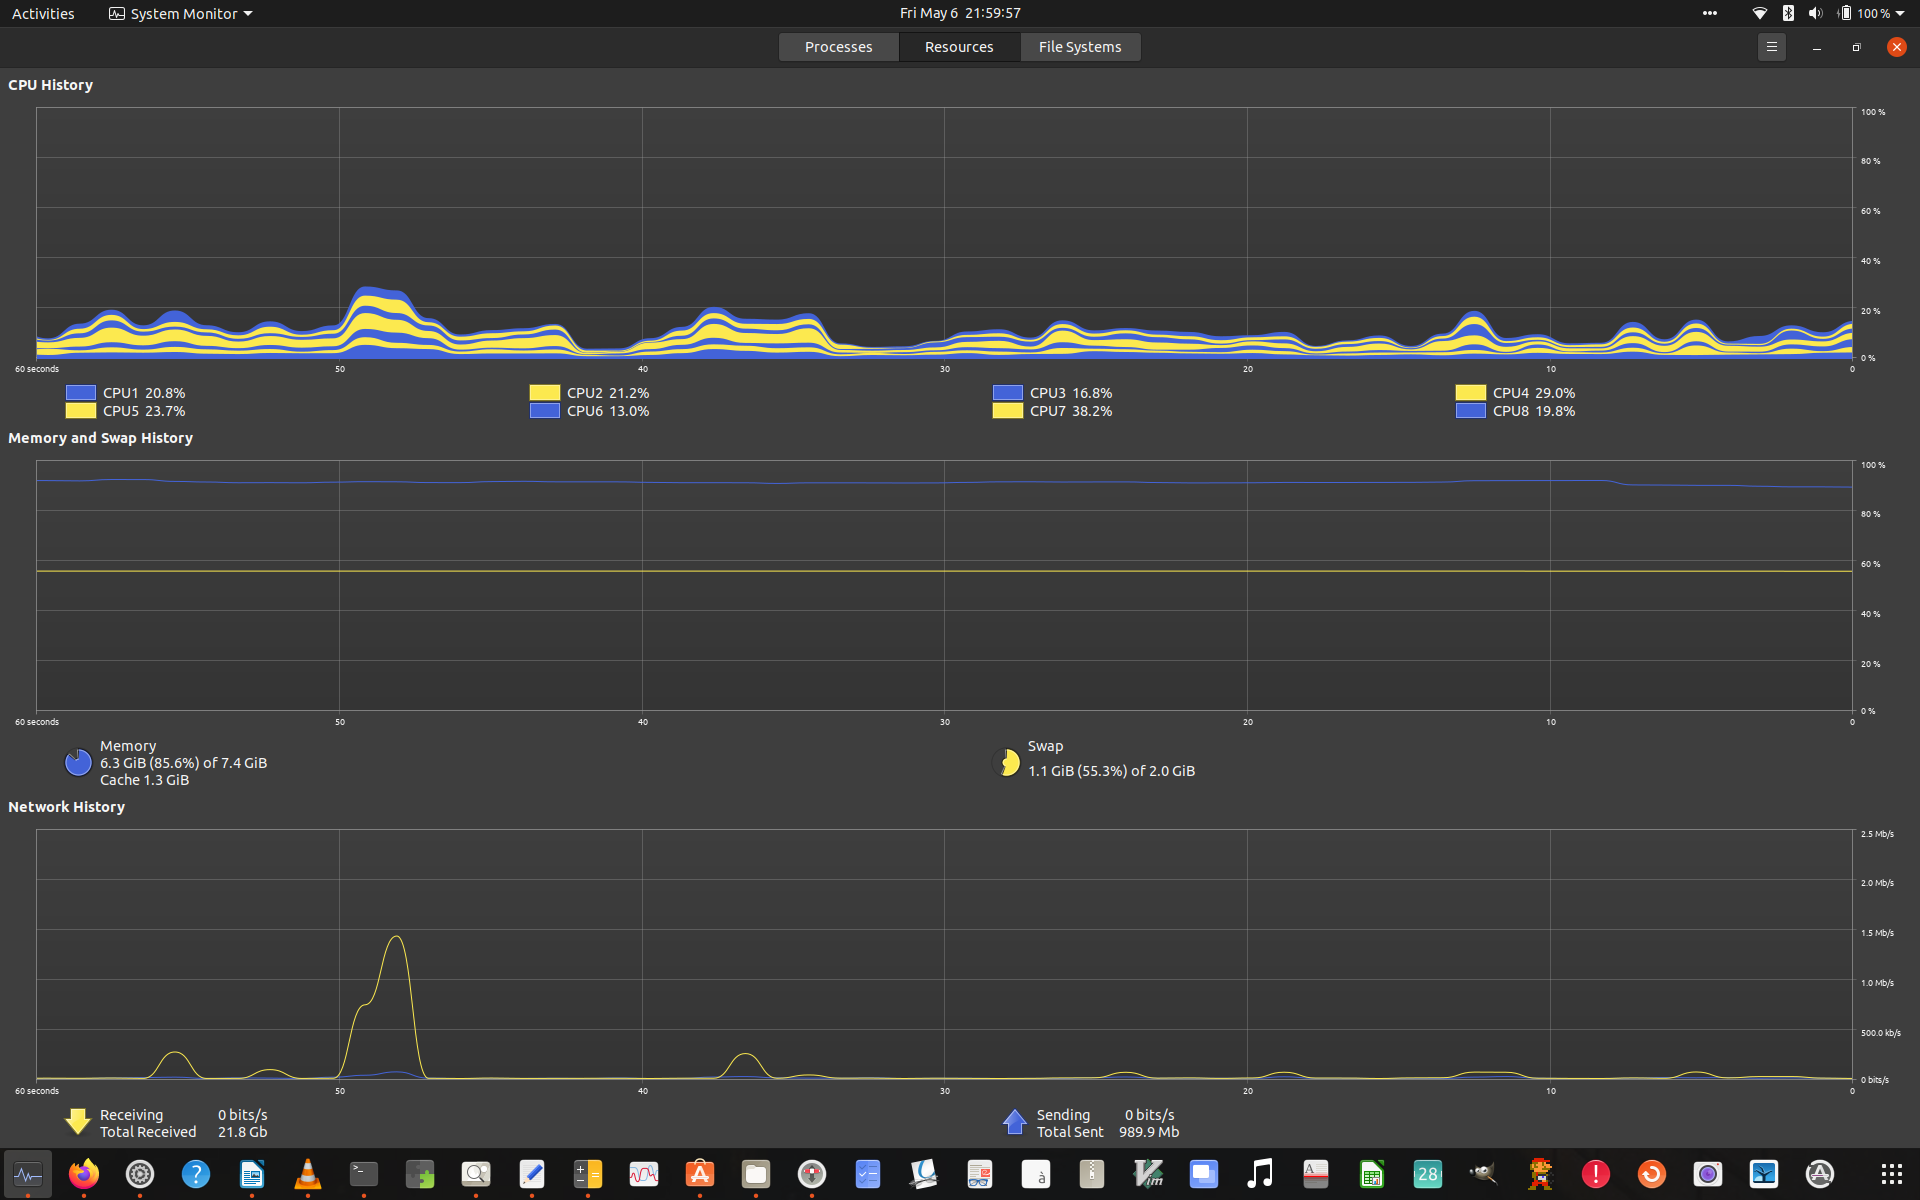 Activities System Monitor Fri May 6 21:59:57 100 %
Processes Resources File Systems
CPU History
100 %
80 %
60 %
40 %
20 %
0 %
60 seconds 50 40 30 20 10 0
CPU1 20.8% CPU2 21.2% CPU3 16.8% CPU4 29.0%
CPU5 23.7% CPU6 13.0% CPU7 38.2% CPU8 19.8%
Memory and Swap History
100 %
80 %
60 %
40 %
20 %
0 %
60 seconds 50 40 30 20 10 0
Memory
6.3 GiB (85.6%) of 7.4 GiB
Cache 1.3 GiB
Swap
1.1 GiB (55.3%) of 2.0 GiB
Network History
2.5 Mb/s
2.0 Mb/s
1.5 Mb/s
1.0 Mb/s
500.0 kb/s
0 bits/s
60 seconds 50 40 30 20 10 0
Receiving 0 bits/s
Total Received 21.8 Gb
Sending 0 bits/s
Total Sent 989.9 Mb
? >_ à Vim A 28 !